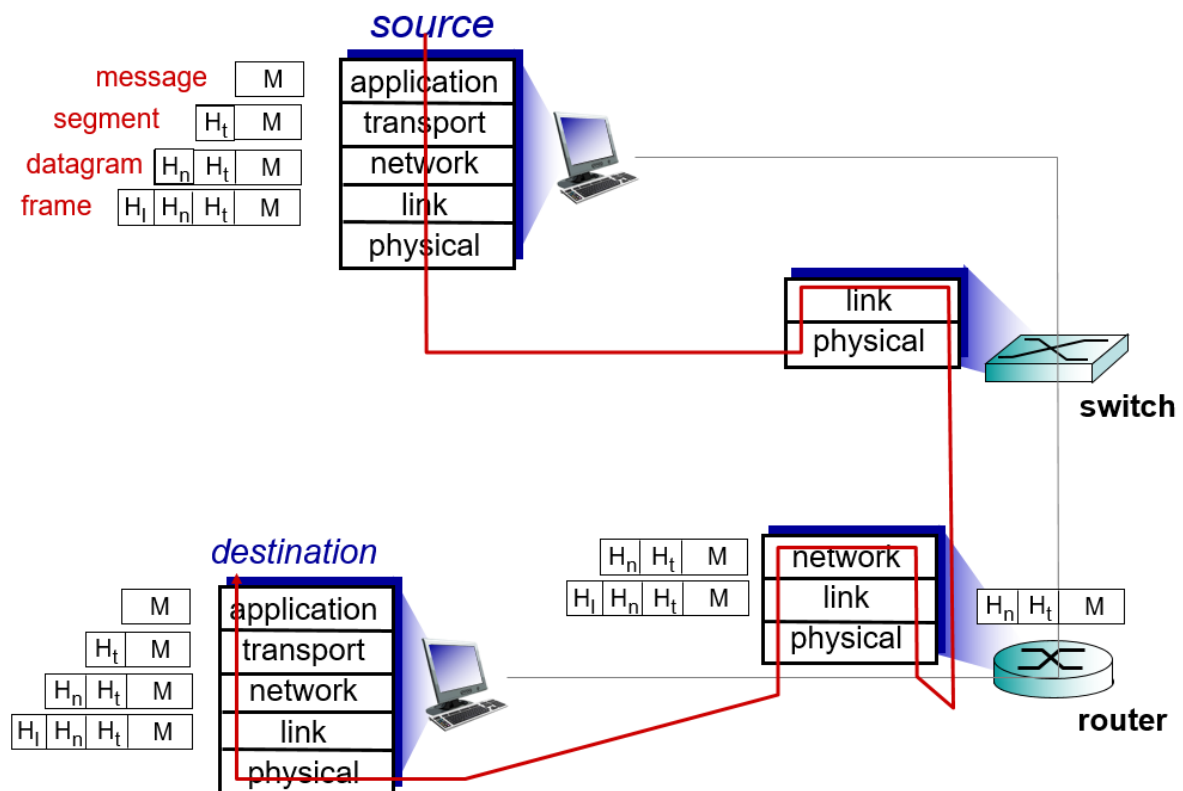 source
message M application
segment Ht M transport
datagram Hn Ht M network
frame Hl Hn Ht M link
physical
link
physical
switch
destination
Hn Ht M network
Hl Hn Ht M link
physical
Hn Ht M
router
M application
Ht M transport
Hn Ht M network
Hl Hn Ht M link
physical